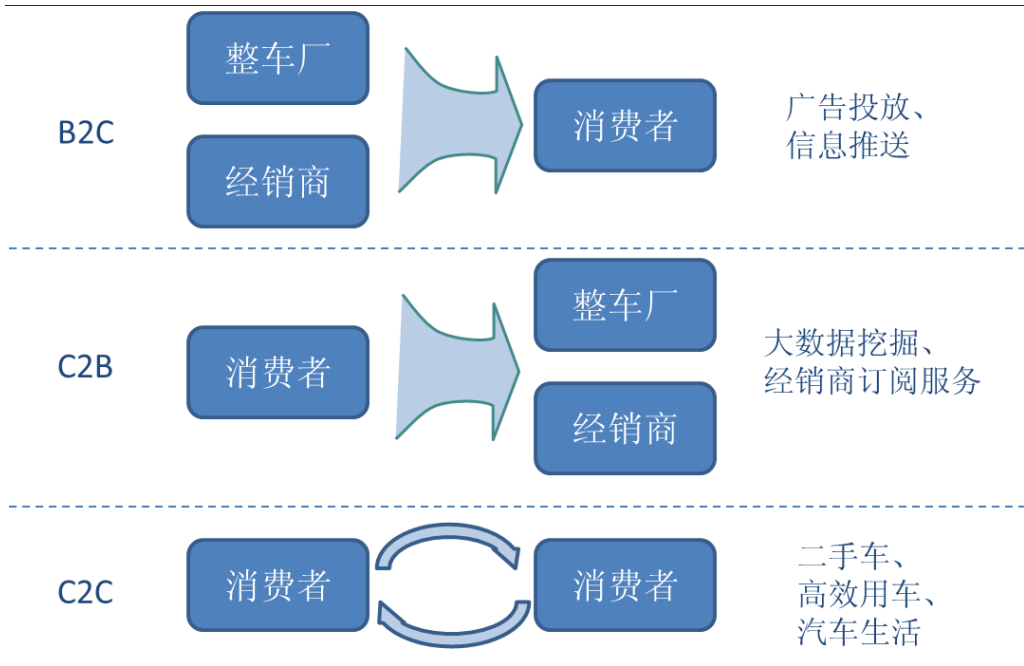 B2C
整车厂
经销商
消费者
广告投放、
信息推送
C2B
消费者
整车厂
经销商
大数据挖掘、
经销商订阅服务
C2C
消费者
消费者
二手车、
高效用车、
汽车生活